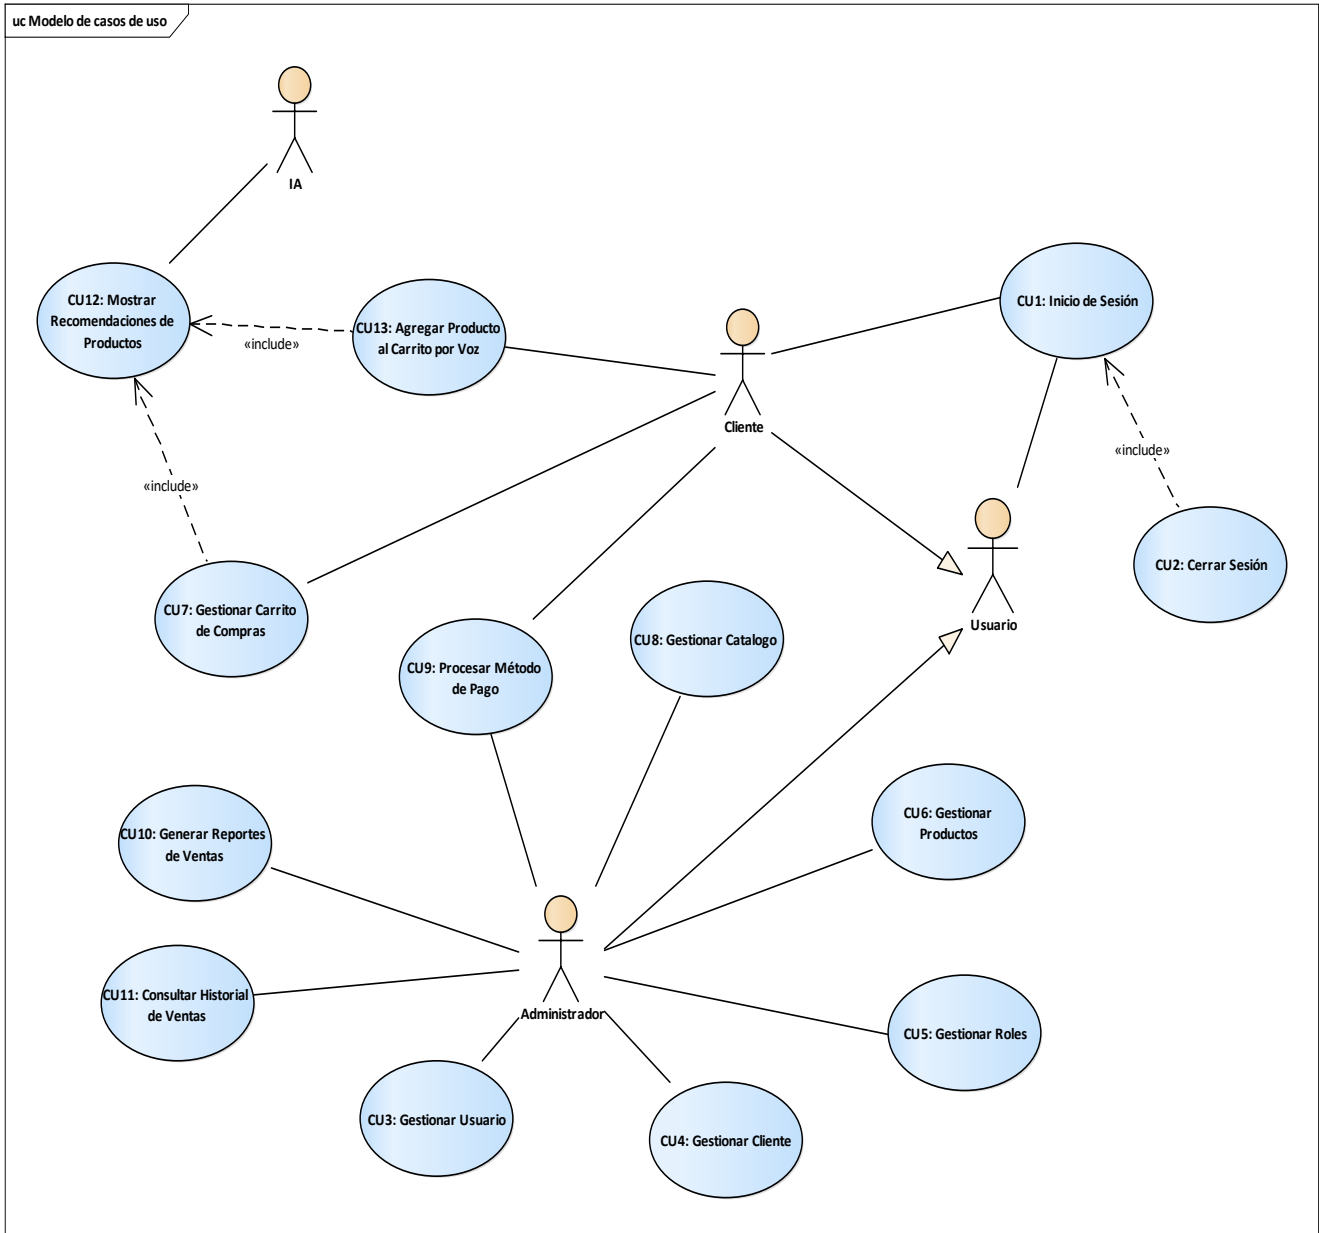 uc Modelo de casos de uso
IA
CU12: Mostrar
Recomendaciones de
Productos
«include»
CU13: Agregar Producto
al Carrito por Voz
CU1: Inicio de Sesión
Cliente
«include»
«include»
CU2: Cerrar Sesión
Usuario
CU7: Gestionar Carrito
de Compras
CU8: Gestionar Catalogo
CU9: Procesar Método
de Pago
CU6: Gestionar
Productos
CU10: Generar Reportes
de Ventas
CU11: Consultar Historial
de Ventas
Administrador
CU5: Gestionar Roles
CU3: Gestionar Usuario
CU4: Gestionar Cliente